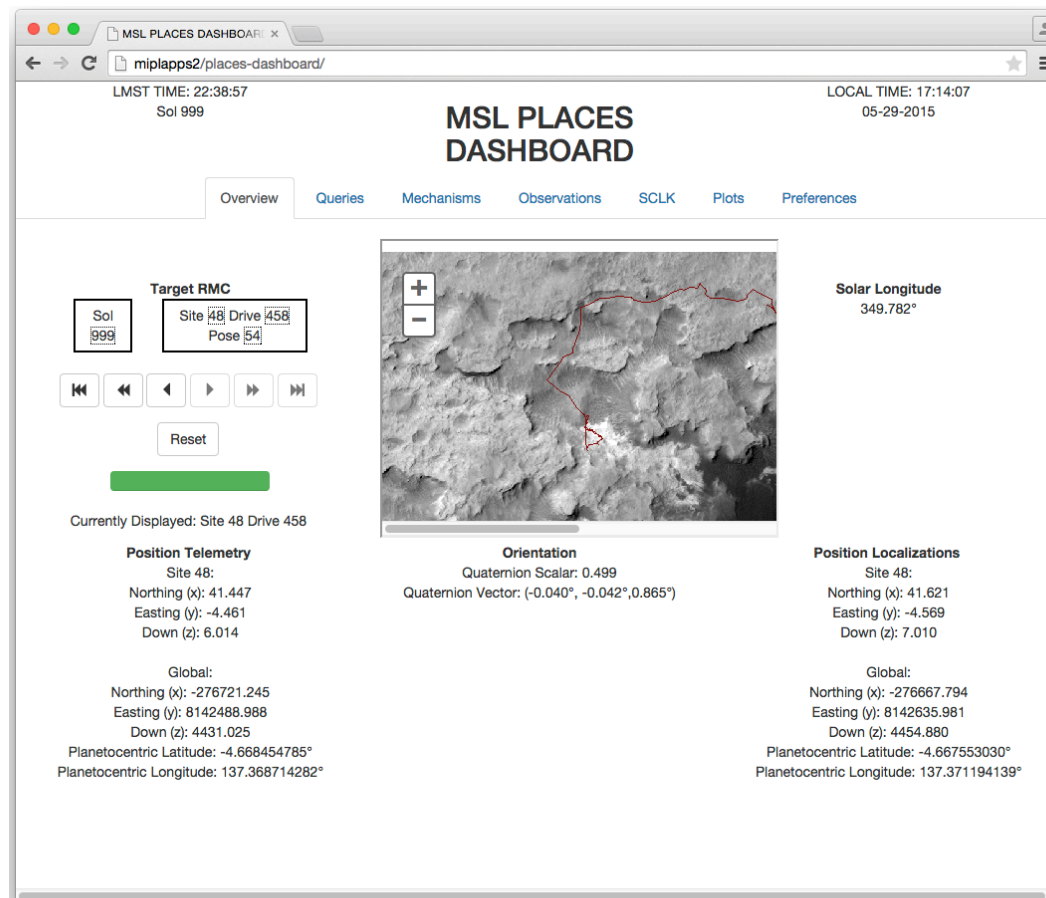 MSL PLACES DASHBOAR
miplapps2/places-dashboard/
LMST TIME: 22:38:57
Sol 999
MSL PLACES
DASHBOARD
LOCAL TIME: 17:14:07
05-29-2015
Overview Queries Mechanisms Observations SCLK Plots Preferences
Target RMC
Sol
999
Site 48 Drive 458
Pose 54
Reset
Currently Displayed: Site 48 Drive 458
+
−
Solar Longitude
349.782°
Position Telemetry
Site 48:
Northing (x): 41.447
Easting (y): -4.461
Down (z): 6.014
Global:
Northing (x): -276721.245
Easting (y): 8142488.988
Down (z): 4431.025
Planetocentric Latitude: -4.668454785°
Planetocentric Longitude: 137.368714282°
Orientation
Quaternion Scalar: 0.499
Quaternion Vector: (-0.040°, -0.042°,0.865°)
Position Localizations
Site 48:
Northing (x): 41.621
Easting (y): -4.569
Down (z): 7.010
Global:
Northing (x): -276667.794
Easting (y): 8142635.981
Down (z): 4454.880
Planetocentric Latitude: -4.667553030°
Planetocentric Longitude: 137.371194139°